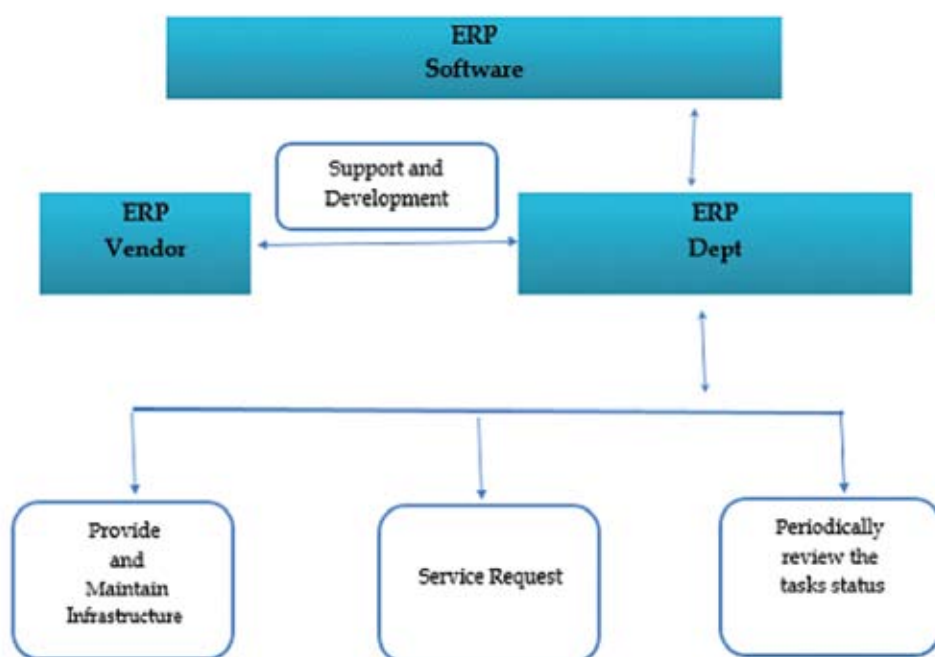 ERP
Software
Support and
Development
ERP
Vendor
ERP
Dept
Provide
and
Maintain
Infrastructure
Service Request
Periodically
review the
tasks status